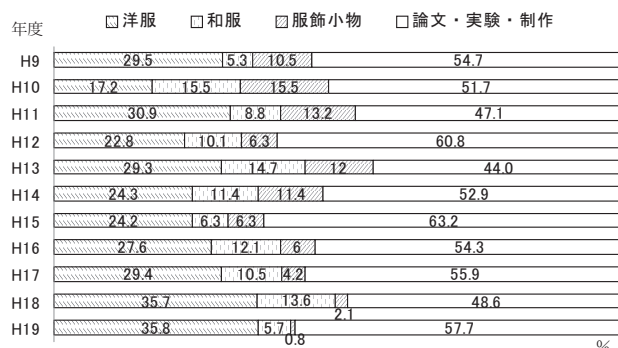 洋服 和服 服飾小物 論文・実験・制作
年度
H9 29.5 5.3 10.5 54.7
H10 17.2 15.5 15.5 51.7
H11 30.9 8.8 13.2 47.1
H12 22.8 10.1 6.3 60.8
H13 29.3 14.7 12 44.0
H14 24.3 11.4 11.4 52.9
H15 24.2 6.3 6.3 63.2
H16 27.6 12.1 6 54.3
H17 29.4 10.5 4.2 55.9
H18 35.7 13.6 2.1 48.6
H19 35.8 5.7 0.8 57.7
%